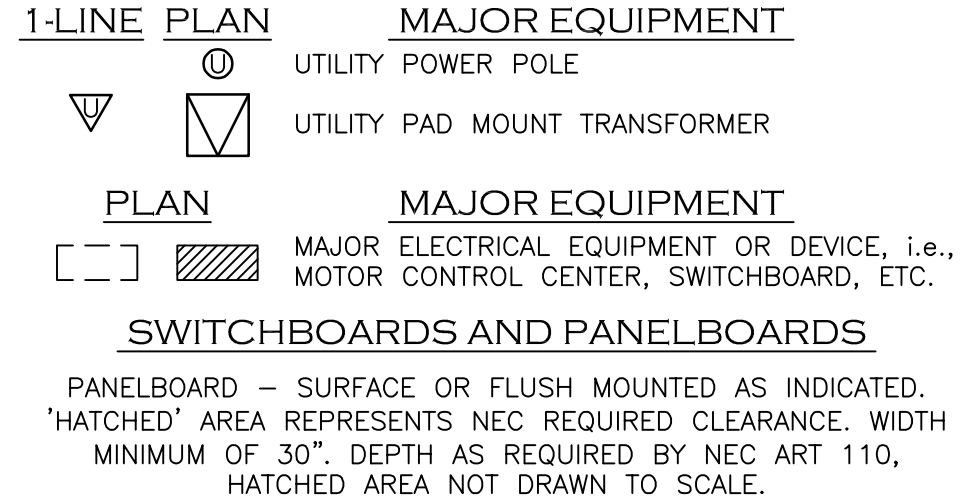 1-LINE PLAN MAJOR EQUIPMENT
U UTILITY POWER POLE
U UTILITY PAD MOUNT TRANSFORMER
PLAN MAJOR EQUIPMENT
MAJOR ELECTRICAL EQUIPMENT OR DEVICE, i.e.,
MOTOR CONTROL CENTER, SWITCHBOARD, ETC.
SWITCHBOARDS AND PANELBOARDS
PANELBOARD – SURFACE OR FLUSH MOUNTED AS INDICATED.
'HATCHED' AREA REPRESENTS NEC REQUIRED CLEARANCE. WIDTH
MINIMUM OF 30”. DEPTH AS REQUIRED BY NEC ART 110,
HATCHED AREA NOT DRAWN TO SCALE.